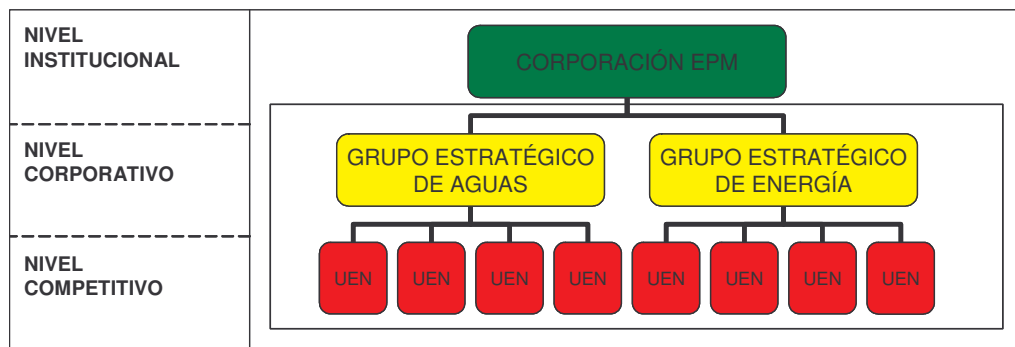 NIVEL
INSTITUCIONAL
CORPORACIÓN EPM
NIVEL
CORPORATIVO
GRUPO ESTRATÉGICO
DE AGUAS
GRUPO ESTRATÉGICO
DE ENERGÍA
NIVEL
COMPETITIVO
UEN
UEN
UEN
UEN
UEN
UEN
UEN
UEN